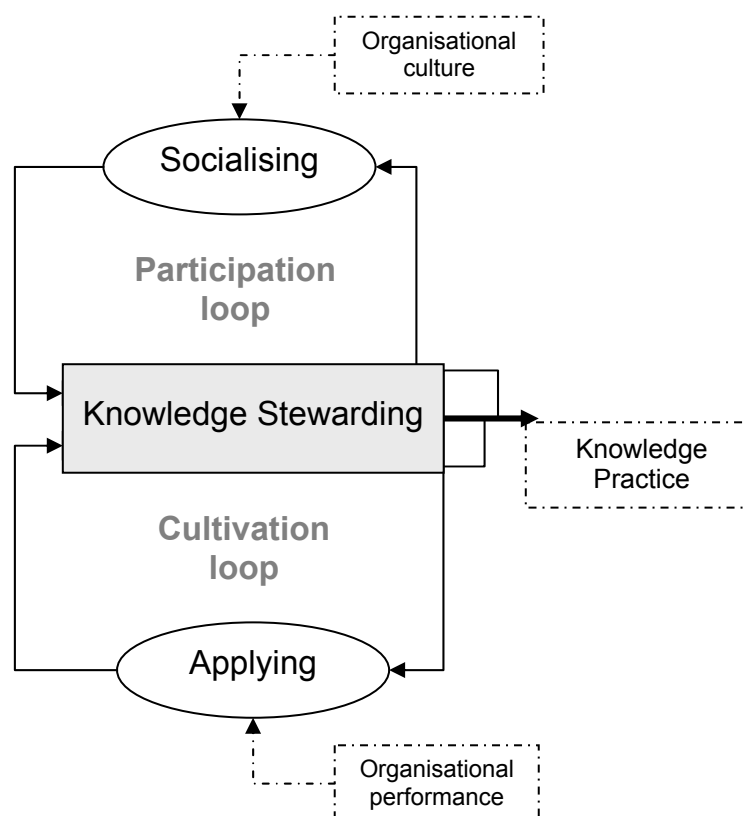 Organisational
culture
Socialising
Participation
loop
Knowledge Stewarding
Knowledge
Practice
Cultivation
loop
Applying
Organisational
performance